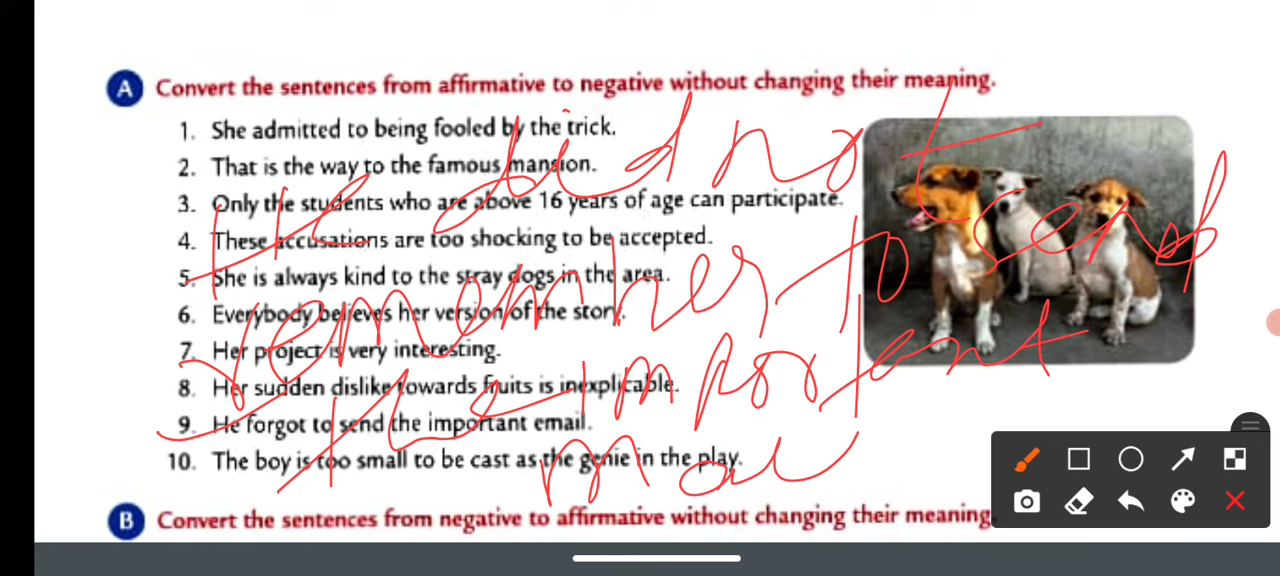 A Convert the sentences from affirmative to negative without changing their meaning.
1. She admitted to being fooled by the trick.
2. That is the way to the famous mansion.
3. Only the students who are above 16 years of age can participate.
4. These accusations are too shocking to be accepted.
5. She is always kind to the stray dogs in the area.
6. Everybody believes her version of the story.
7. Her project is very interesting.
8. Her sudden dislike towards fruits is inexplicable.
9. He forgot to send the important email.
10. The boy is too small to be cast as the genie in the play.
B Convert the sentences from negative to affirmative without changing their meaning.
did not
remember to
the important